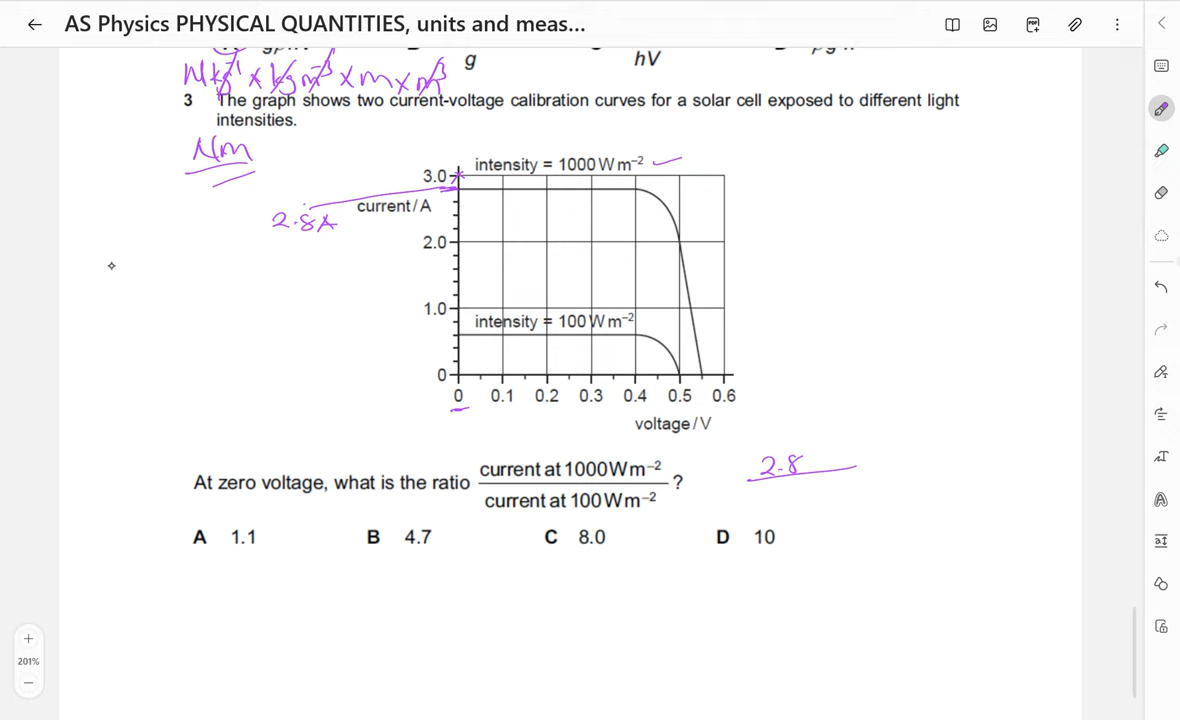 AS Physics PHYSICAL QUANTITIES, units and meas...
g
hV
3 The graph shows two current-voltage calibration curves for a solar cell exposed to different light
intensities.
Nm
intensity = 1000 W m⁻²
3.0
current / A
2.8A
2.0
1.0
intensity = 100 W m⁻²
0
0 0.1 0.2 0.3 0.4 0.5 0.6
voltage / V
2.8
current at 1000 W m⁻²
At zero voltage, what is the ratio ?
current at 100 W m⁻²
A 1.1 B 4.7 C 8.0 D 10
201%